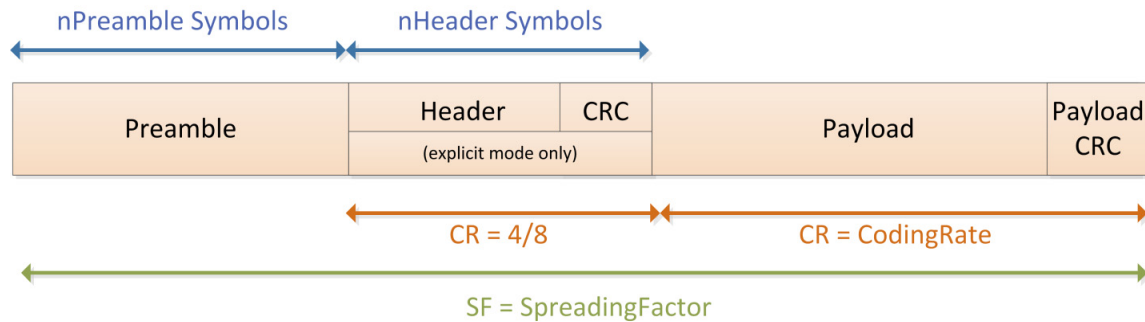 nPreamble Symbols
nHeader Symbols
Preamble
Header
CRC
(explicit mode only)
Payload
Payload
CRC
CR = 4/8
CR = CodingRate
SF = SpreadingFactor